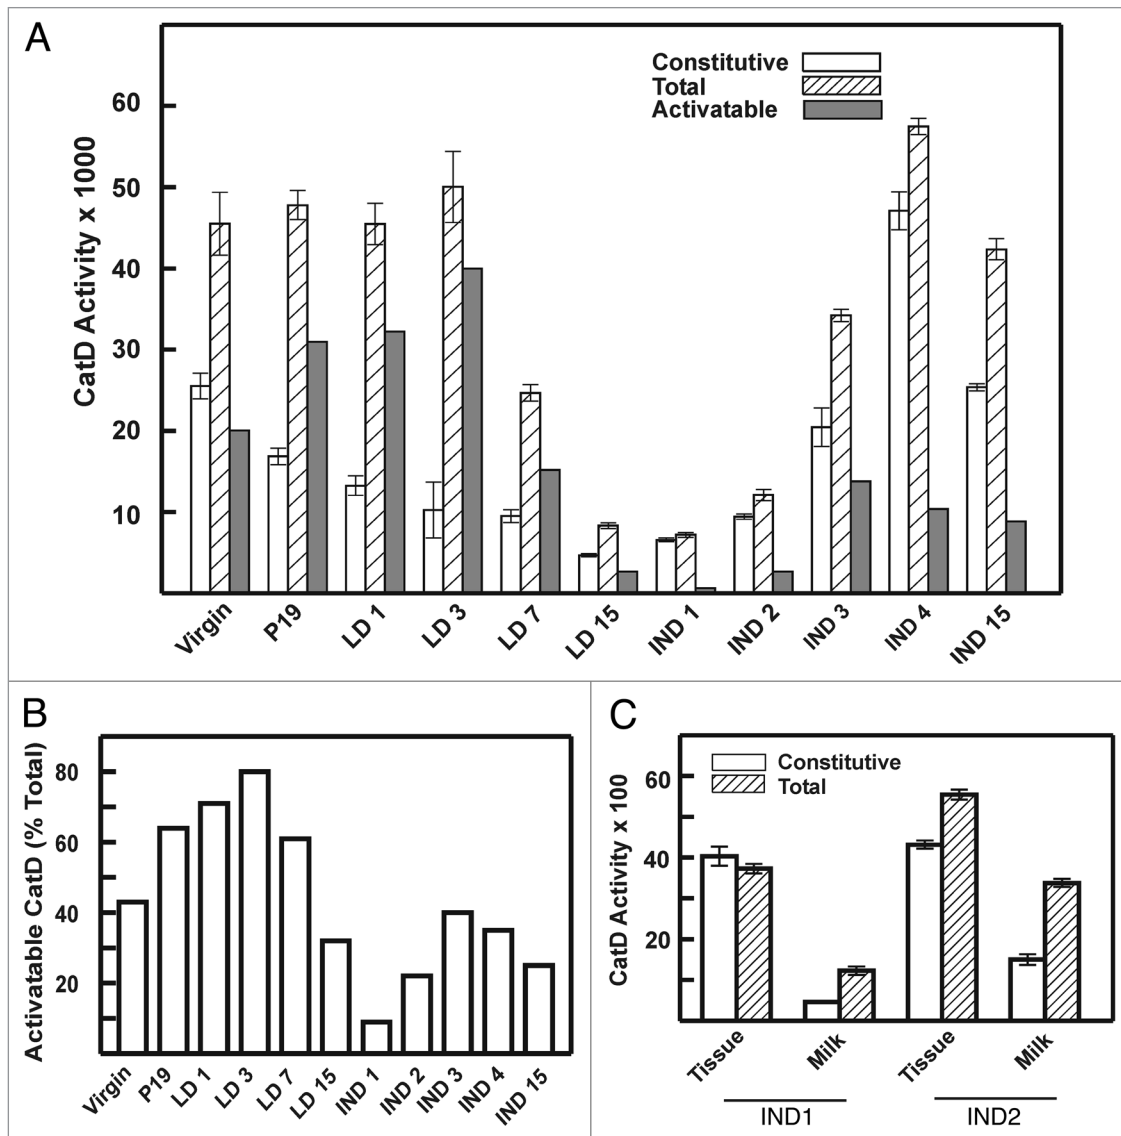 A
Constitutive
Total
Activatable
CatD Activity x 1000
60
50
40
30
20
10
Virgin
P19
LD 1
LD 3
LD 7
LD 15
IND 1
IND 2
IND 3
IND 4
IND 15
B
Activatable CatD (% Total)
80
60
40
20
Virgin
P19
LD 1
LD 3
LD 7
LD 15
IND 1
IND 2
IND 3
IND 4
IND 15
C
Constitutive
Total
CatD Activity x 100
60
40
20
Tissue
Milk
Tissue
Milk
IND1
IND2